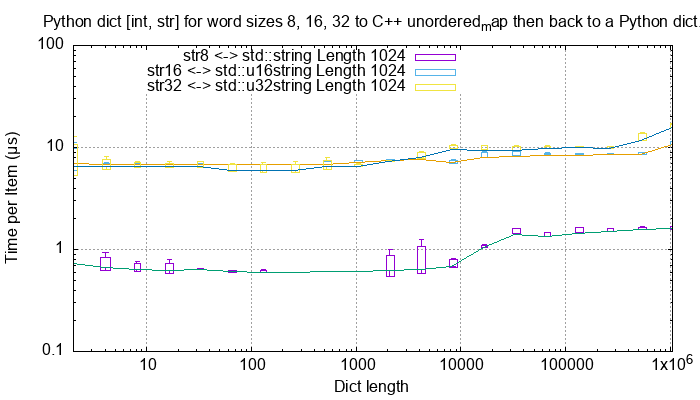 Python dict [int, str] for word sizes 8, 16, 32 to C++ unordered_map then back to a Python dict
str8 <-> std::string Length 1024
str16 <-> std::u16string Length 1024
str32 <-> std::u32string Length 1024
100
10
1
0.1
Time per Item (µs)
10
100
1000
10000
100000
1x10^6
Dict length